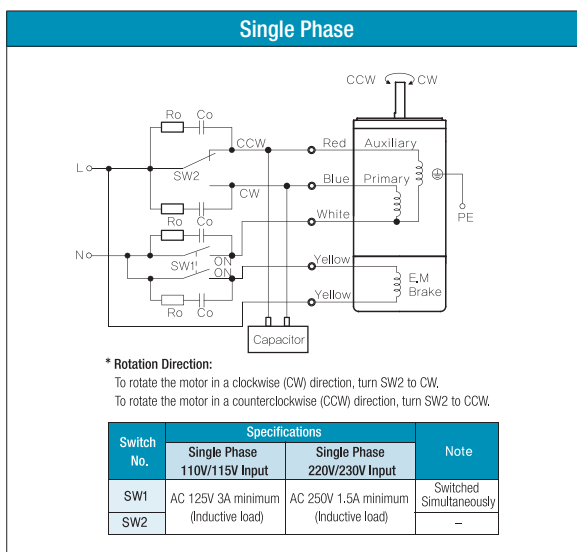 Single Phase
CCW CW
Ro Co
CCW Red Auxiliary
L
SW2
Blue Primary
CW
Ro Co
White
PE
N
SW1 ON
ON
Yellow
E.M
Brake
Yellow
Ro Co
Capacitor
* Rotation Direction:
To rotate the motor in a clockwise (CW) direction, turn SW2 to CW.
To rotate the motor in a counterclockwise (CCW) direction, turn SW2 to CCW.
Switch No. Specifications Note
Single Phase 110V/115V Input Single Phase 220V/230V Input
SW1 AC 125V 3A minimum (Inductive load) AC 250V 1.5A minimum (Inductive load) Switched Simultaneously
SW2 –